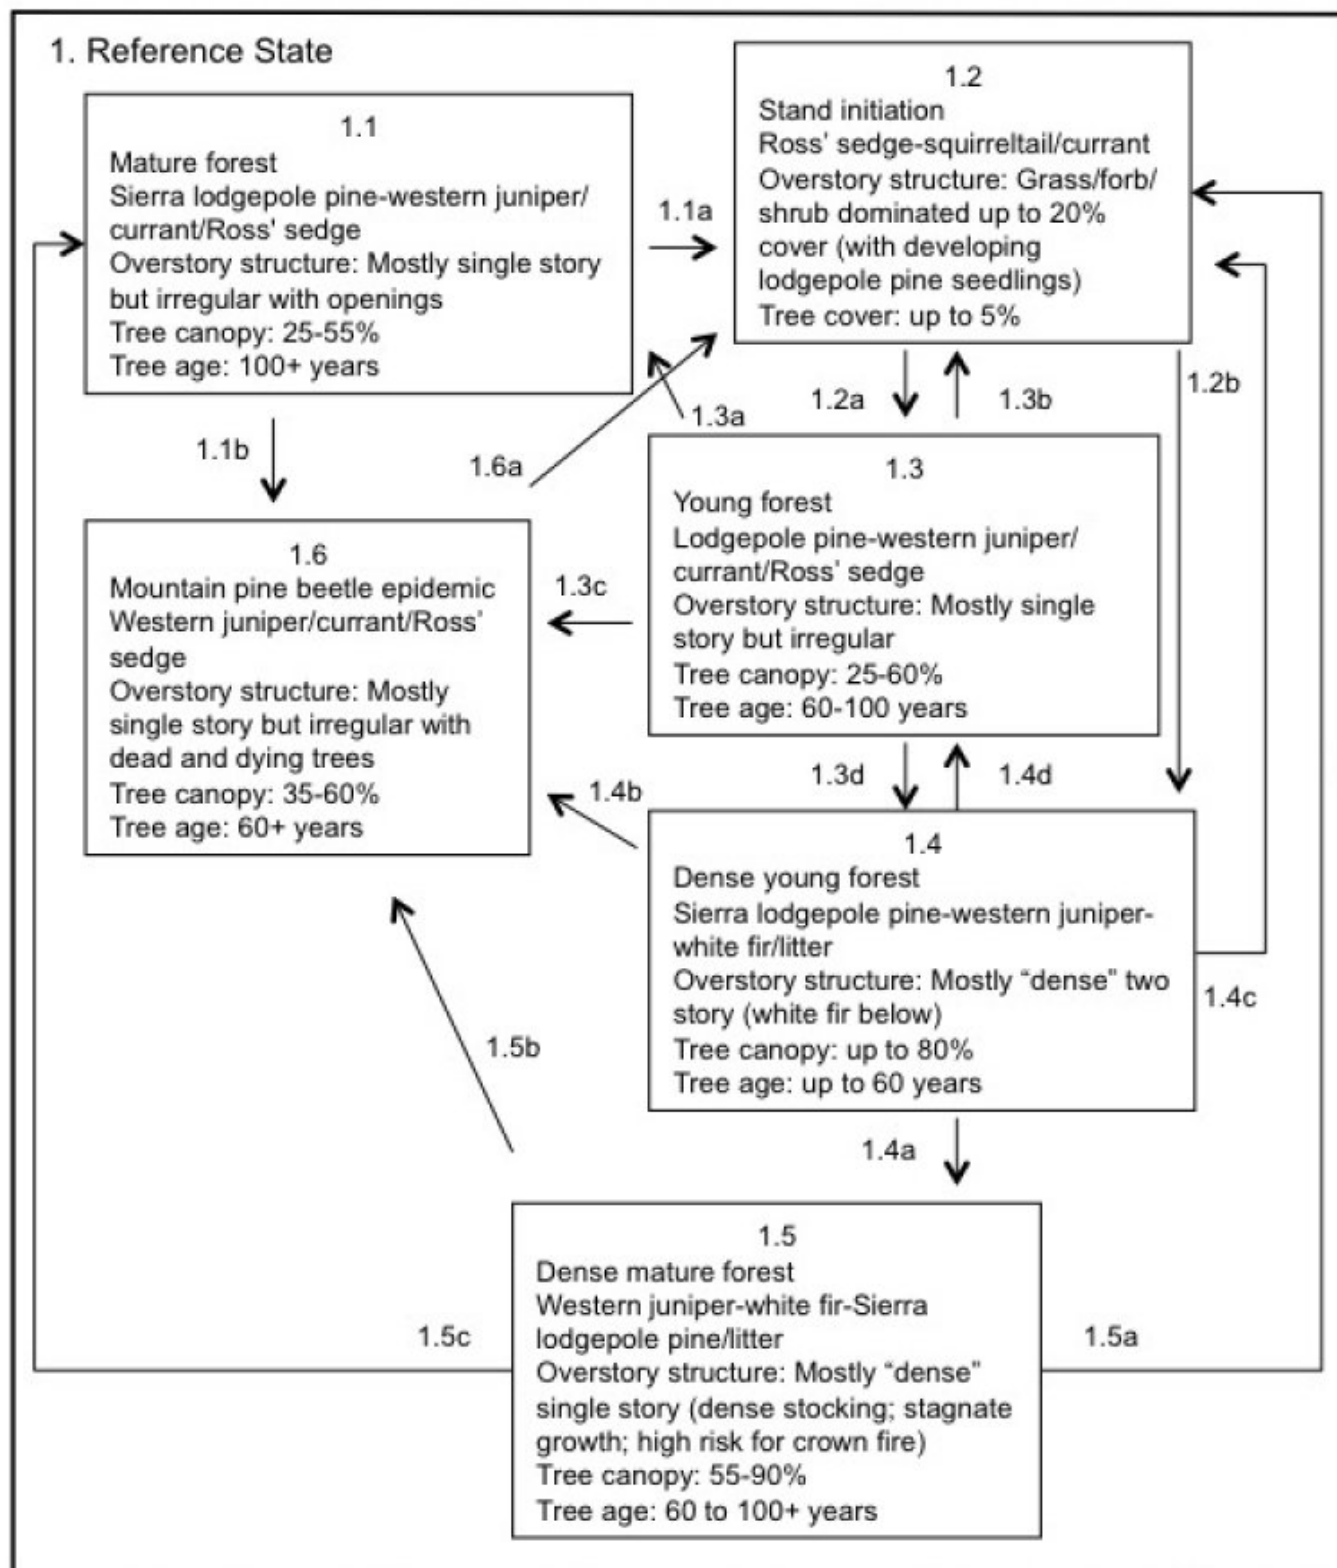 1. Reference State
1.1
Mature forest
Sierra lodgepole pine-western juniper/
currant/Ross' sedge
Overstory structure: Mostly single story
but irregular with openings
Tree canopy: 25-55%
Tree age: 100+ years
1.1a
1.2
Stand initiation
Ross' sedge-squirreltail/currant
Overstory structure: Grass/forb/
shrub dominated up to 20%
cover (with developing
lodgepole pine seedlings)
Tree cover: up to 5%
1.1b
1.6a
1.3a
1.2a
1.3b
1.2b
1.6
Mountain pine beetle epidemic
Western juniper/currant/Ross'
sedge
Overstory structure: Mostly
single story but irregular with
dead and dying trees
Tree canopy: 35-60%
Tree age: 60+ years
1.3c
1.3
Young forest
Lodgepole pine-western juniper/
currant/Ross' sedge
Overstory structure: Mostly single
story but irregular
Tree canopy: 25-60%
Tree age: 60-100 years
1.4b
1.3d
1.4d
1.4
Dense young forest
Sierra lodgepole pine-western juniper-
white fir/litter
Overstory structure: Mostly “dense” two
story (white fir below)
Tree canopy: up to 80%
Tree age: up to 60 years
1.4c
1.5b
1.4a
1.5c
1.5
Dense mature forest
Western juniper-white fir-Sierra
lodgepole pine/litter
Overstory structure: Mostly “dense”
single story (dense stocking; stagnate
growth; high risk for crown fire)
Tree canopy: 55-90%
Tree age: 60 to 100+ years
1.5a